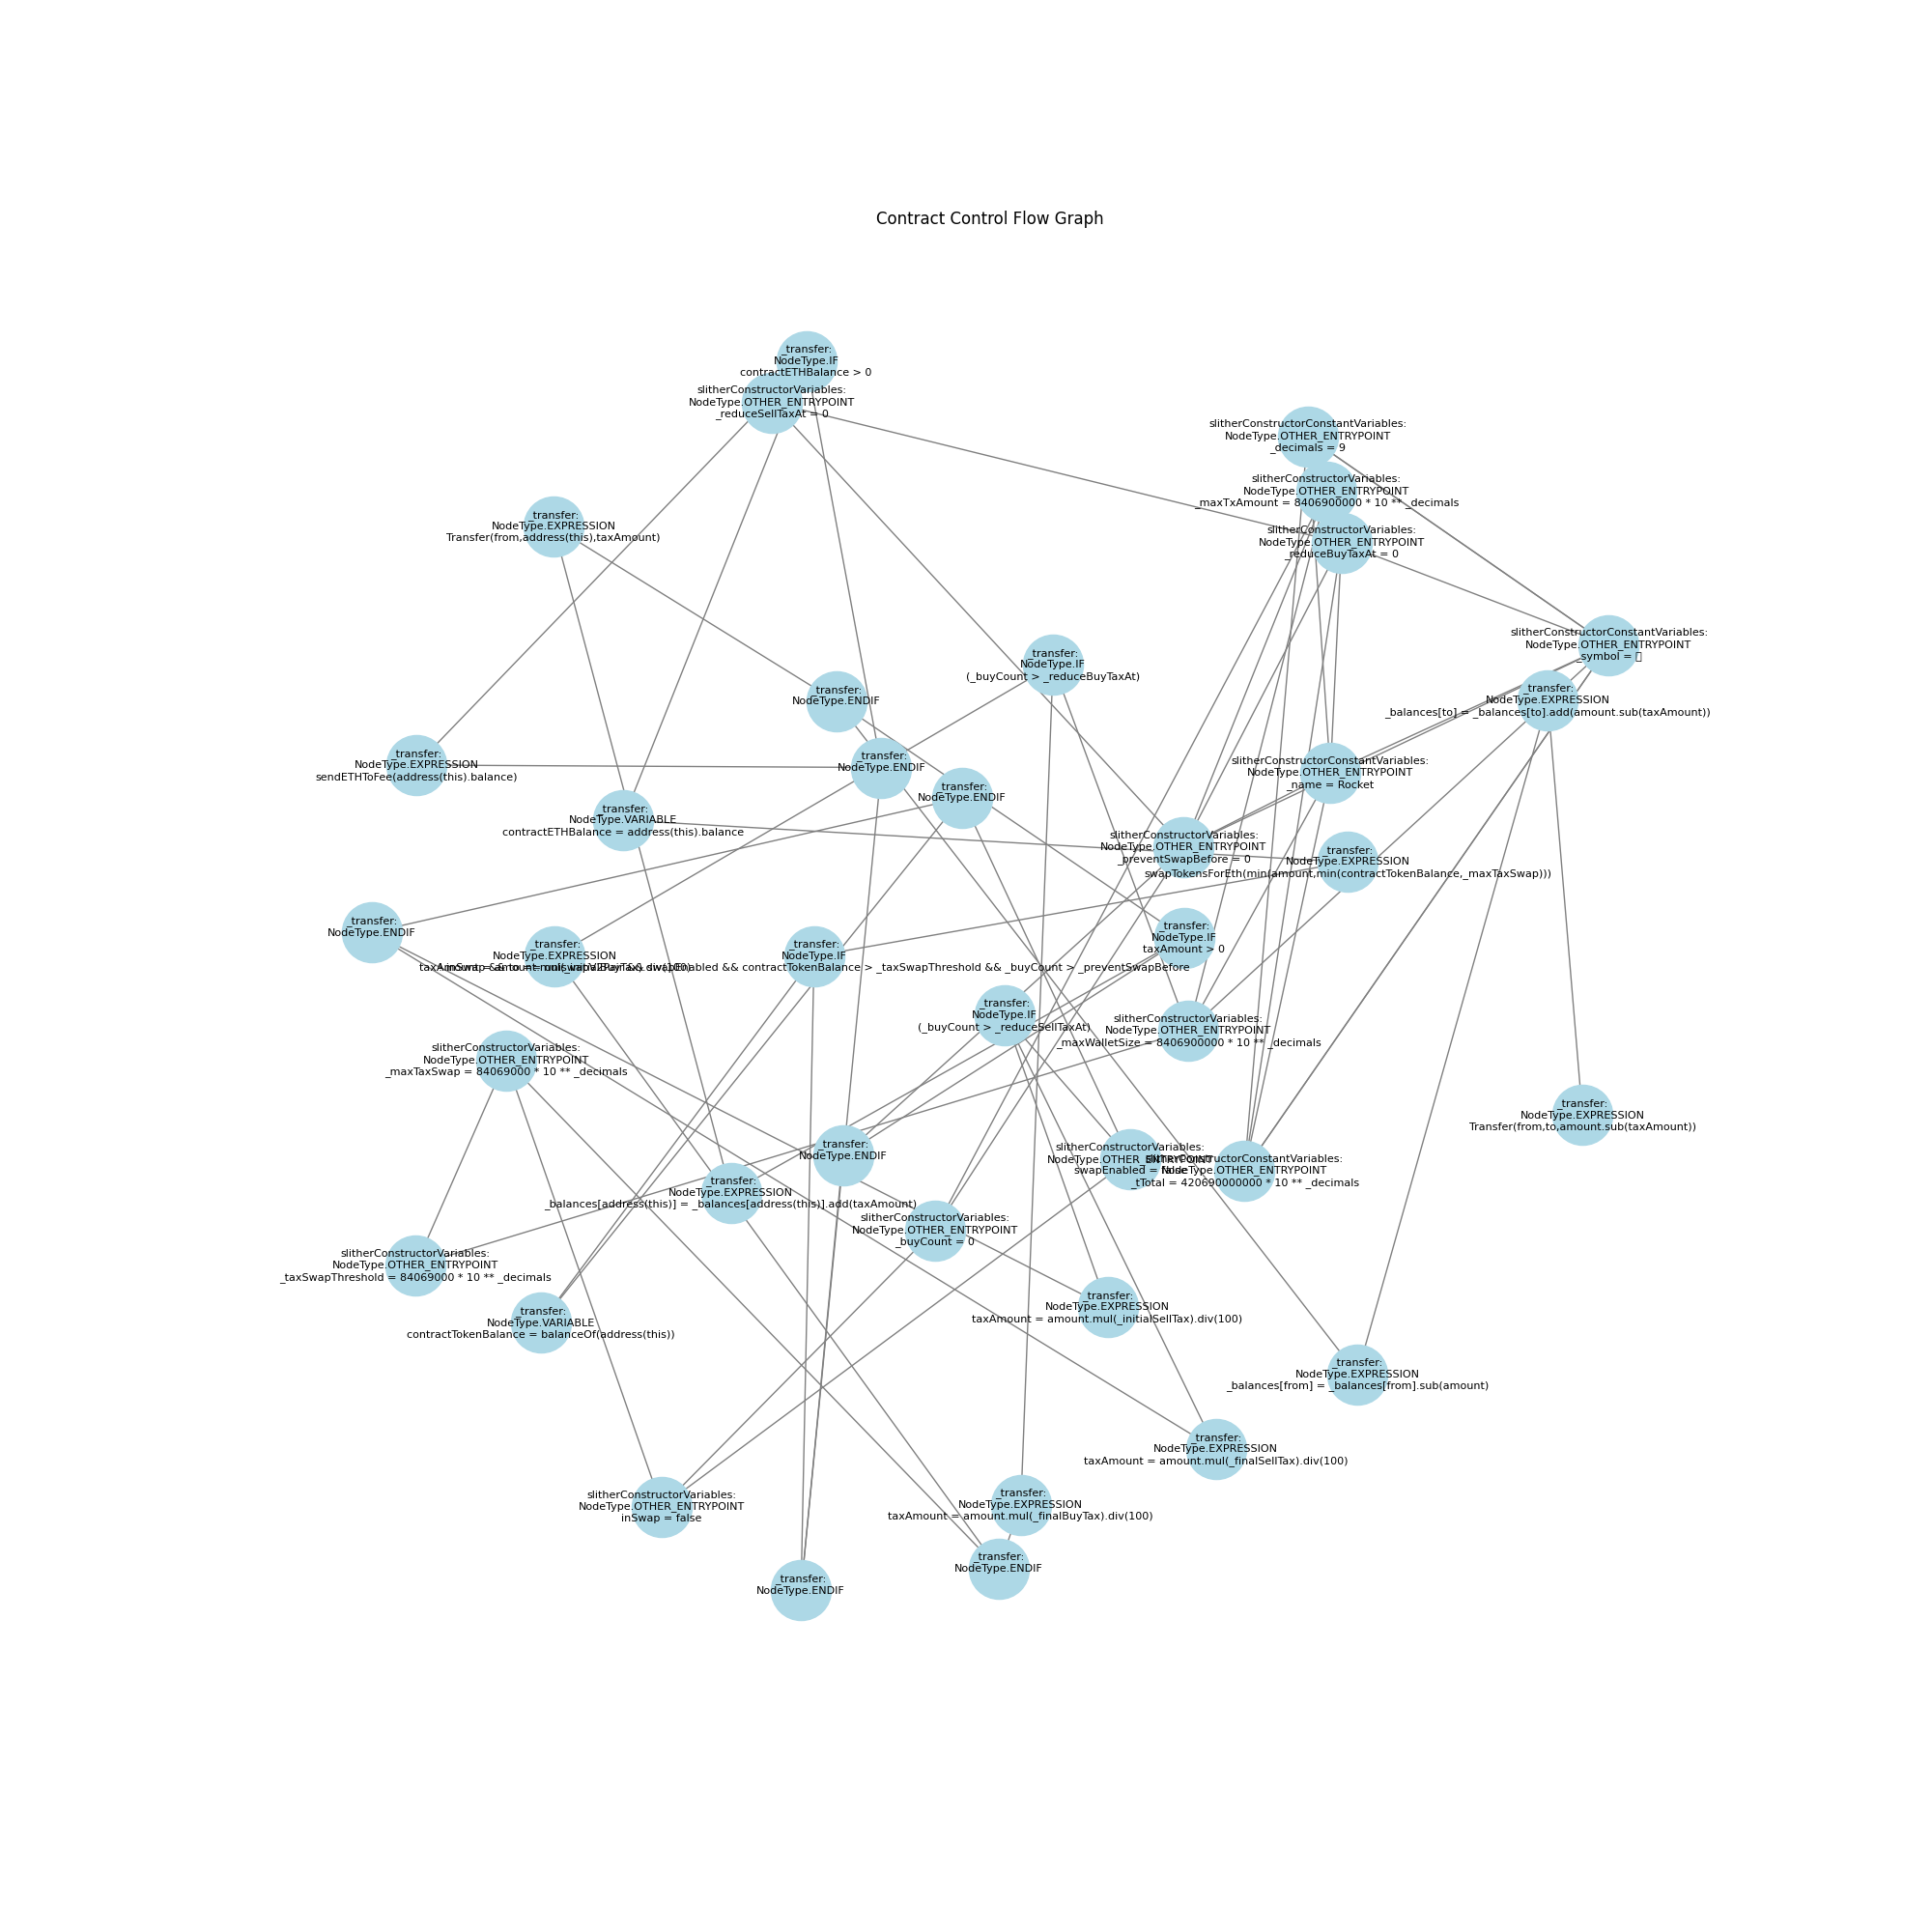 Contract Control Flow Graph
_transfer:
NodeType.IF
contractETHBalance > 0
slitherConstructorVariables:
NodeType.OTHER_ENTRYPOINT
_reduceSellTaxAt = 0
slitherConstructorConstantVariables:
NodeType.OTHER_ENTRYPOINT
_decimals = 9
slitherConstructorVariables:
NodeType.OTHER_ENTRYPOINT
_maxTxAmount = 8406900000 * 10 ** _decimals
_transfer:
NodeType.EXPRESSION
Transfer(from,address(this),taxAmount)
slitherConstructorVariables:
NodeType.OTHER_ENTRYPOINT
_reduceBuyTaxAt = 0
slitherConstructorConstantVariables:
NodeType.OTHER_ENTRYPOINT
_symbol =
_transfer:
NodeType.IF
(_buyCount > _reduceBuyTaxAt)
_transfer:
NodeType.ENDIF
_transfer:
NodeType.EXPRESSION
_balances[to] = _balances[to].add(amount.sub(taxAmount))
_transfer:
NodeType.EXPRESSION
sendETHToFee(address(this).balance)
_transfer:
NodeType.ENDIF
slitherConstructorConstantVariables:
NodeType.OTHER_ENTRYPOINT
_name = Rocket
_transfer:
NodeType.ENDIF
_transfer:
NodeType.VARIABLE
contractETHBalance = address(this).balance
slitherConstructorVariables:
NodeType.OTHER_ENTRYPOINT
_preventSwapBefore = 0
_transfer:
NodeType.EXPRESSION
swapTokensForEth(min(amount,min(contractTokenBalance,_maxTaxSwap)))
_transfer:
NodeType.ENDIF
_transfer:
NodeType.IF
taxAmount > 0
_transfer:
NodeType.EXPRESSION
_transfer:
NodeType.IF
contractTokenBalance > _taxSwapThreshold && _buyCount > _preventSwapBefore
_transfer:
NodeType.IF
(_buyCount > _reduceSellTaxAt)
slitherConstructorVariables:
NodeType.OTHER_ENTRYPOINT
_maxWalletSize = 8406900000 * 10 ** _decimals
slitherConstructorVariables:
NodeType.OTHER_ENTRYPOINT
_maxTaxSwap = 84069000 * 10 ** _decimals
_transfer:
NodeType.EXPRESSION
Transfer(from,to,amount.sub(taxAmount))
_transfer:
NodeType.ENDIF
slitherConstructorVariables:
NodeType.OTHER_ENTRYPOINT
swapEnabled = false
slitherConstructorConstantVariables:
NodeType.OTHER_ENTRYPOINT
_tTotal = 420690000000 * 10 ** _decimals
_transfer:
NodeType.EXPRESSION
_balances[address(this)] = _balances[address(this)].add(taxAmount)
slitherConstructorVariables:
NodeType.OTHER_ENTRYPOINT
_buyCount = 0
slitherConstructorVariables:
NodeType.OTHER_ENTRYPOINT
_taxSwapThreshold = 84069000 * 10 ** _decimals
_transfer:
NodeType.EXPRESSION
taxAmount = amount.mul(_initialSellTax).div(100)
_transfer:
NodeType.VARIABLE
contractTokenBalance = balanceOf(address(this))
_transfer:
NodeType.EXPRESSION
_balances[from] = _balances[from].sub(amount)
_transfer:
NodeType.EXPRESSION
taxAmount = amount.mul(_finalSellTax).div(100)
slitherConstructorVariables:
NodeType.OTHER_ENTRYPOINT
inSwap = false
_transfer:
NodeType.EXPRESSION
taxAmount = amount.mul(_finalBuyTax).div(100)
_transfer:
NodeType.ENDIF
_transfer:
NodeType.ENDIF